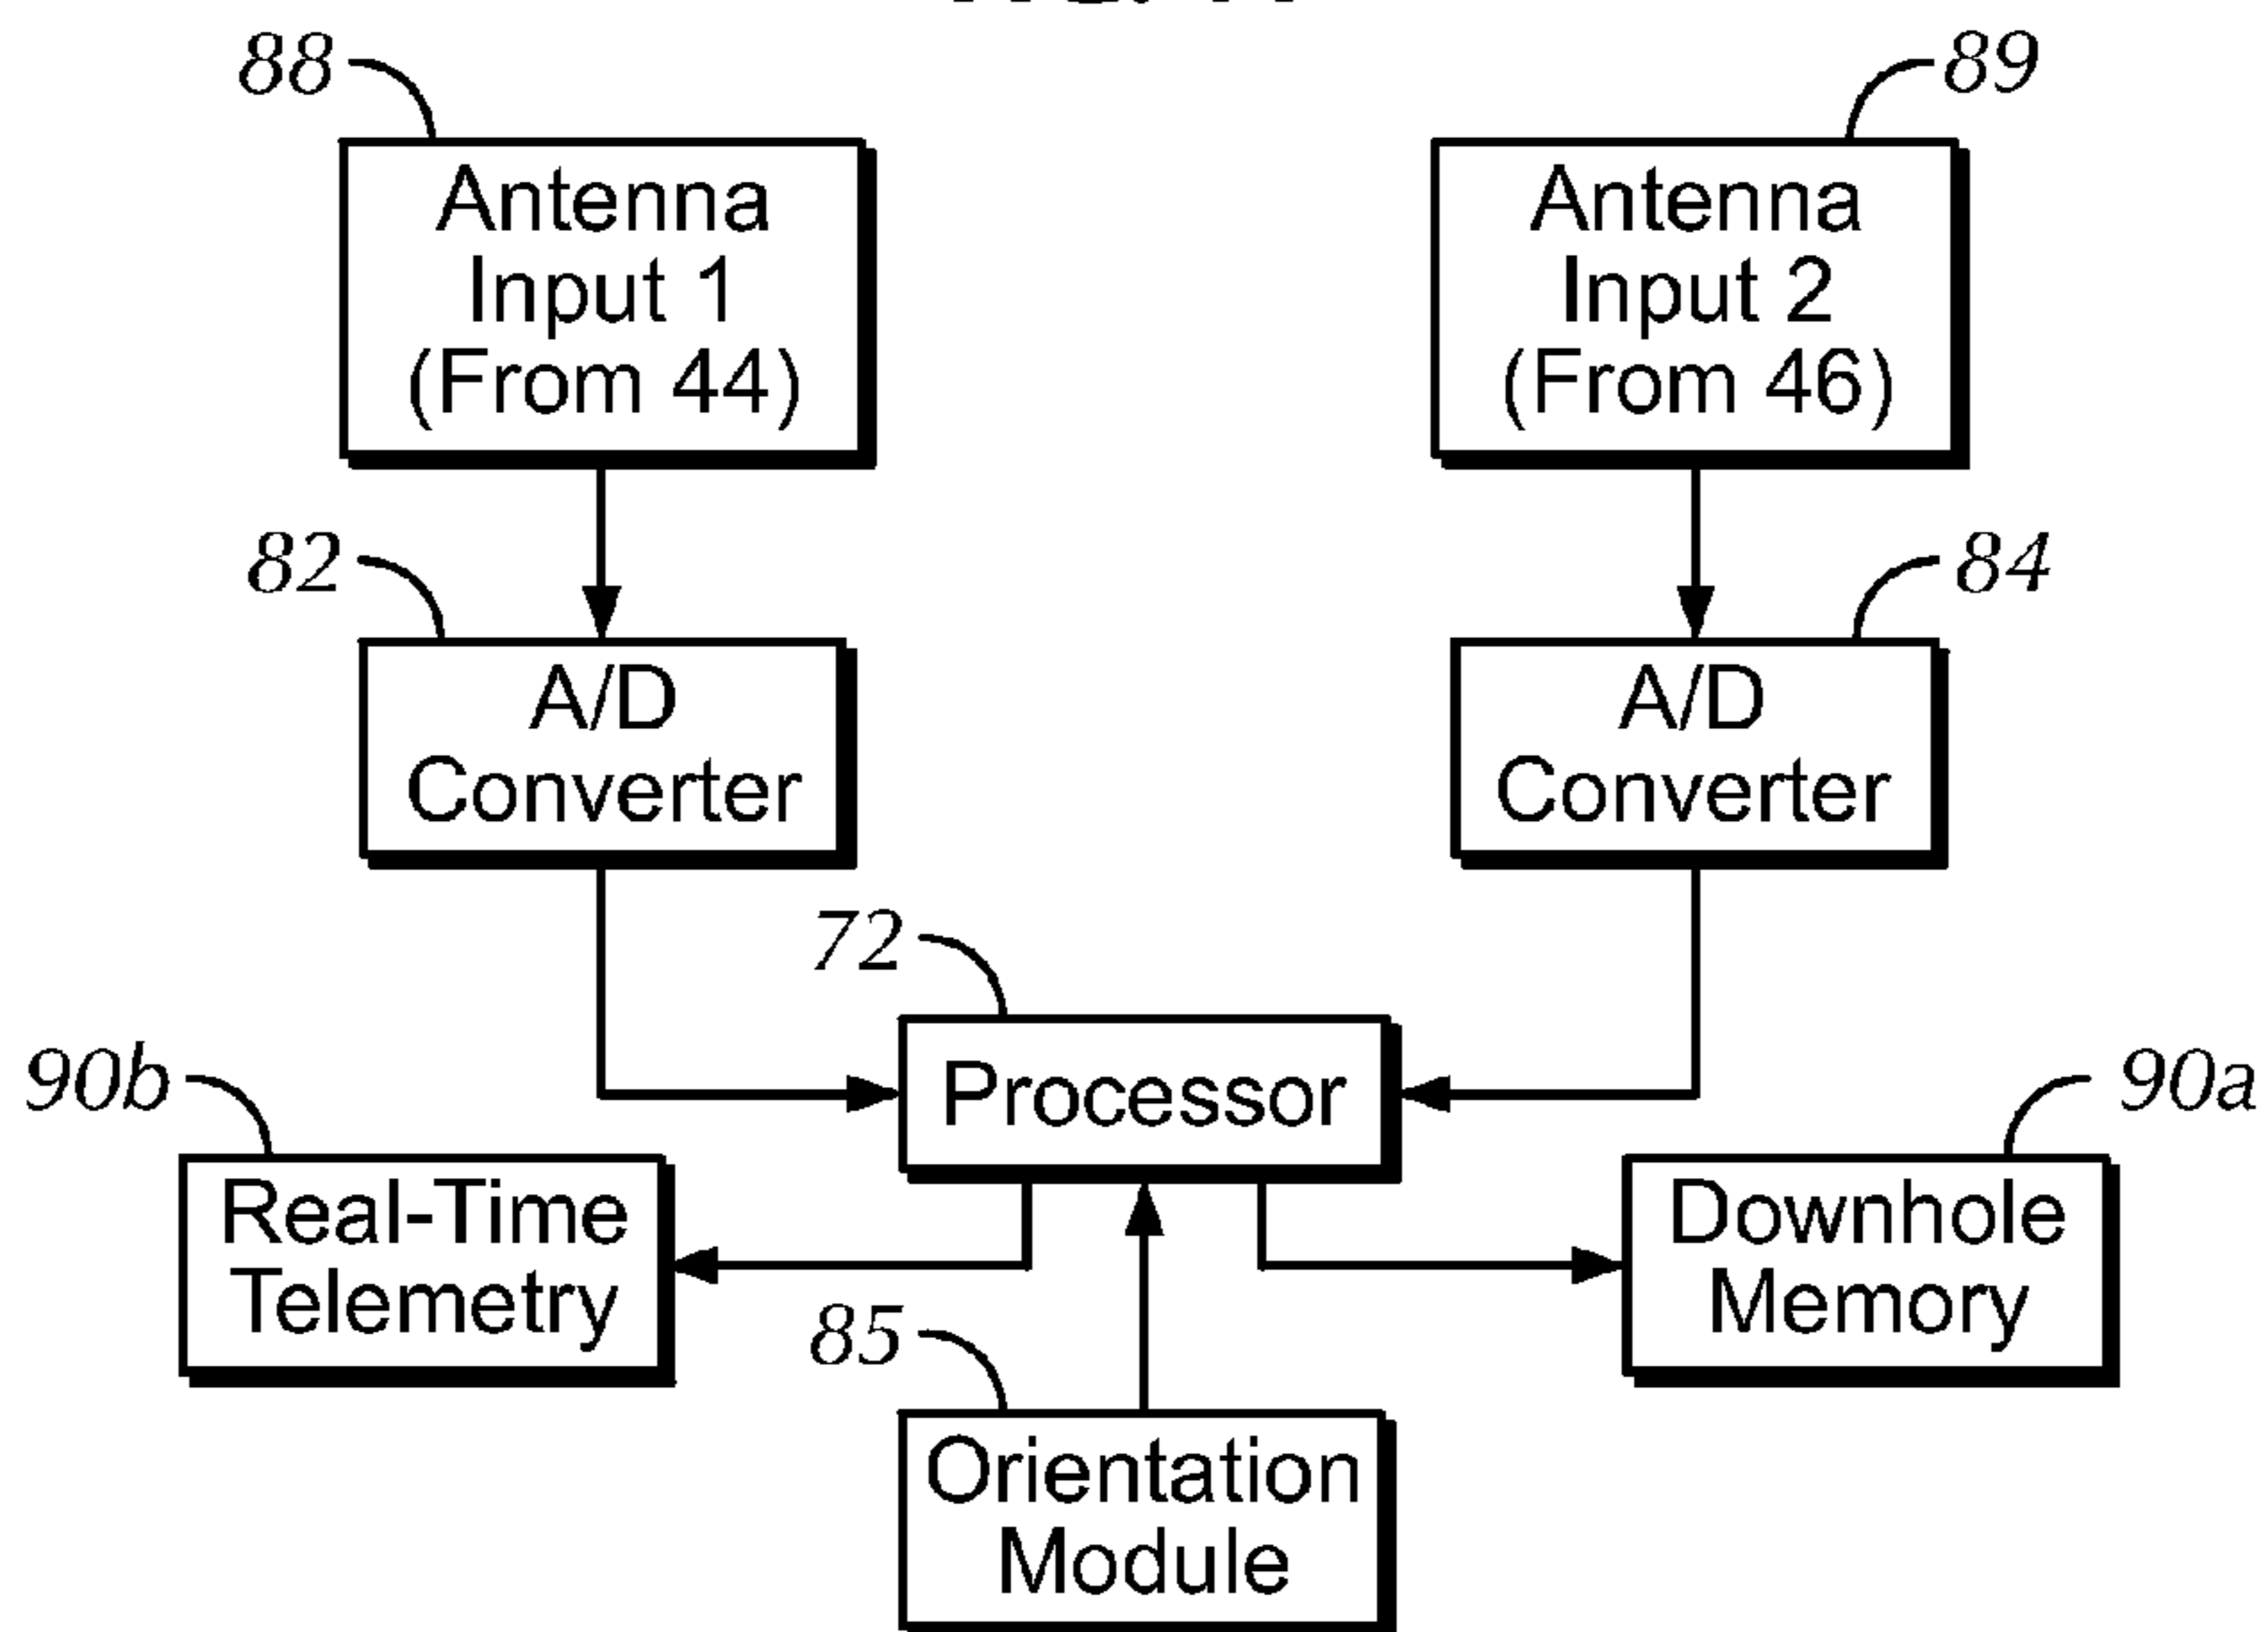 88
89
Antenna
Input 1
(From 44)
Antenna
Input 2
(From 46)
82
84
A/D
Converter
A/D
Converter
72
Processor
90b
90a
Real-Time
Telemetry
Downhole
Memory
85
Orientation
Module